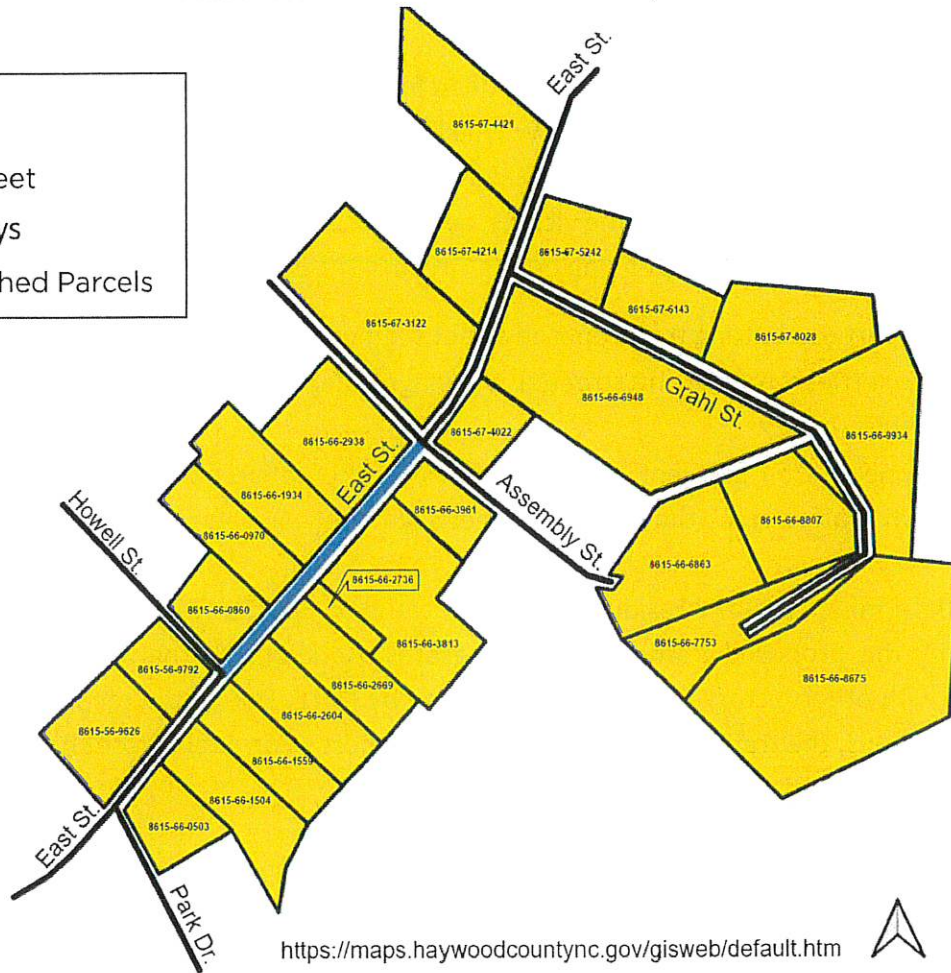 East St.
eet
ys
hed Parcels
8615-67-4421
8615-67-4214
8615-67-5242
8615-67-6143
8615-67-8028
8615-67-3122
8615-66-6948
Grahl St.
8615-66-9934
8615-67-4022
8615-66-2938
East St.
8615-66-1934
8615-66-3961
Assembly St.
8615-66-8807
Howell St.
8615-66-0970
8615-66-2736
8615-66-6863
8615-66-0860
8615-66-3813
8615-66-7753
8615-56-9792
8615-66-2669
8615-66-8675
8615-66-2604
8615-56-9626
8615-66-1559
8615-66-1504
8615-66-0503
East St.
Park Dr.
https://maps.haywoodcountync.gov/gisweb/default.htm